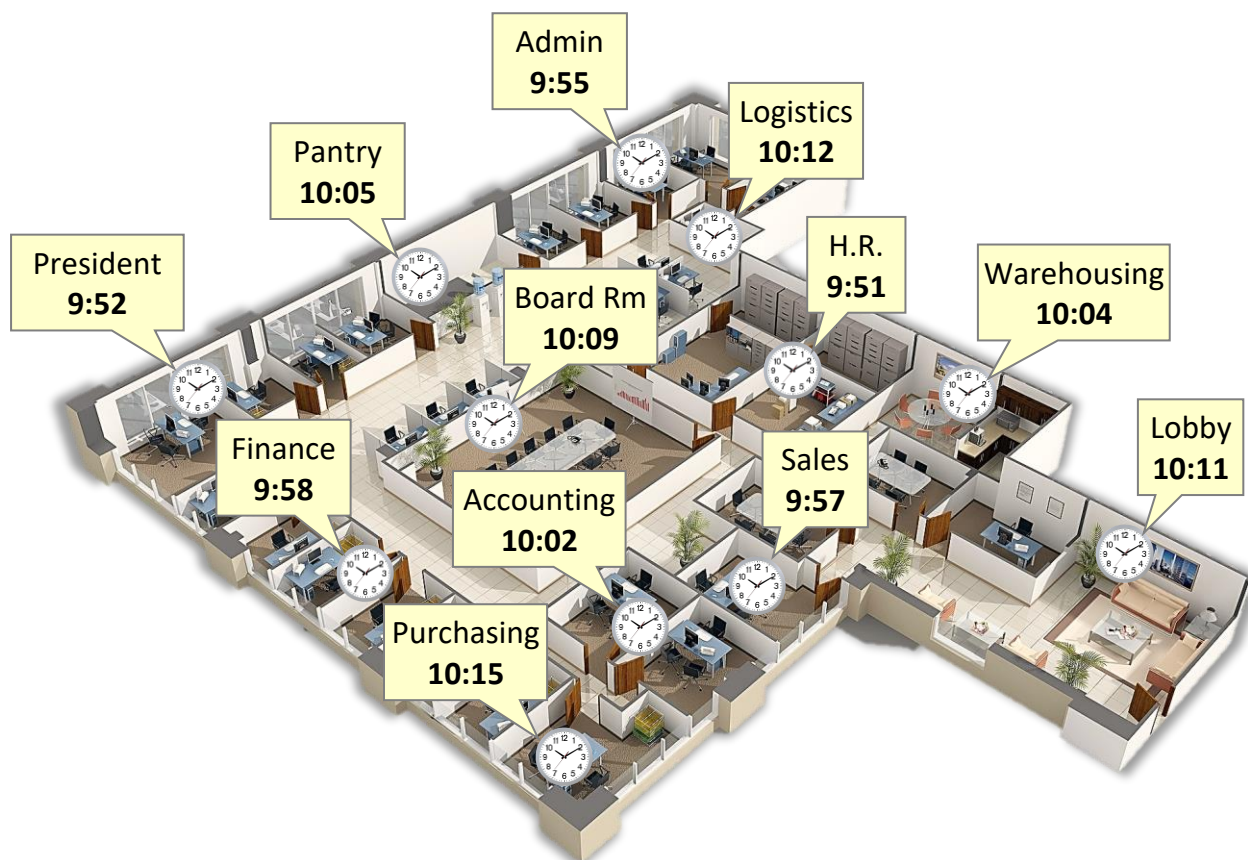 Admin
9:55
Logistics
10:12
Pantry
10:05
H.R.
9:51
President
9:52
Board Rm
10:09
Warehousing
10:04
Finance
9:58
Accounting
10:02
Sales
9:57
Lobby
10:11
Purchasing
10:15